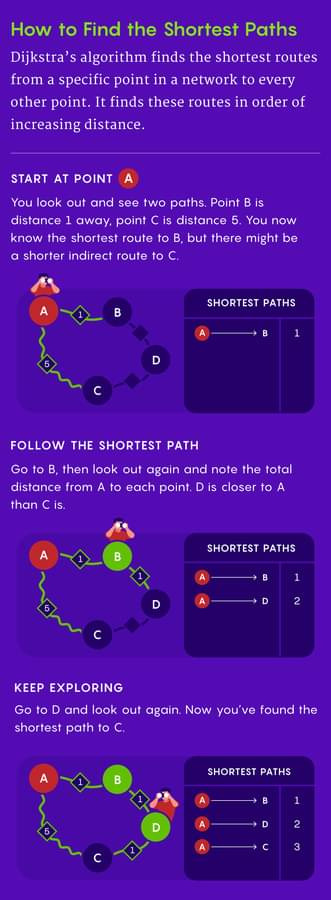 How to Find the Shortest Paths
Dijkstra's algorithm finds the shortest routes
from a specific point in a network to every
other point. It finds these routes in order of
increasing distance.
START AT POINT A
You look out and see two paths. Point B is
distance 1 away, point C is distance 5. You now
know the shortest route to B, but there might be
a shorter indirect route to C.
A 1 B
D
5
C
SHORTEST PATHS
A B 1
FOLLOW THE SHORTEST PATH
Go to B, then look out again and note the total
distance from A to each point. D is closer to A
than C is.
A 1 B
1
D
5
C
SHORTEST PATHS
A B 1
A D 2
KEEP EXPLORING
Go to D and look out again. Now you've found the
shortest path to C.
A 1 B
1
D
5
1
C
SHORTEST PATHS
A B 1
A D 2
A C 3